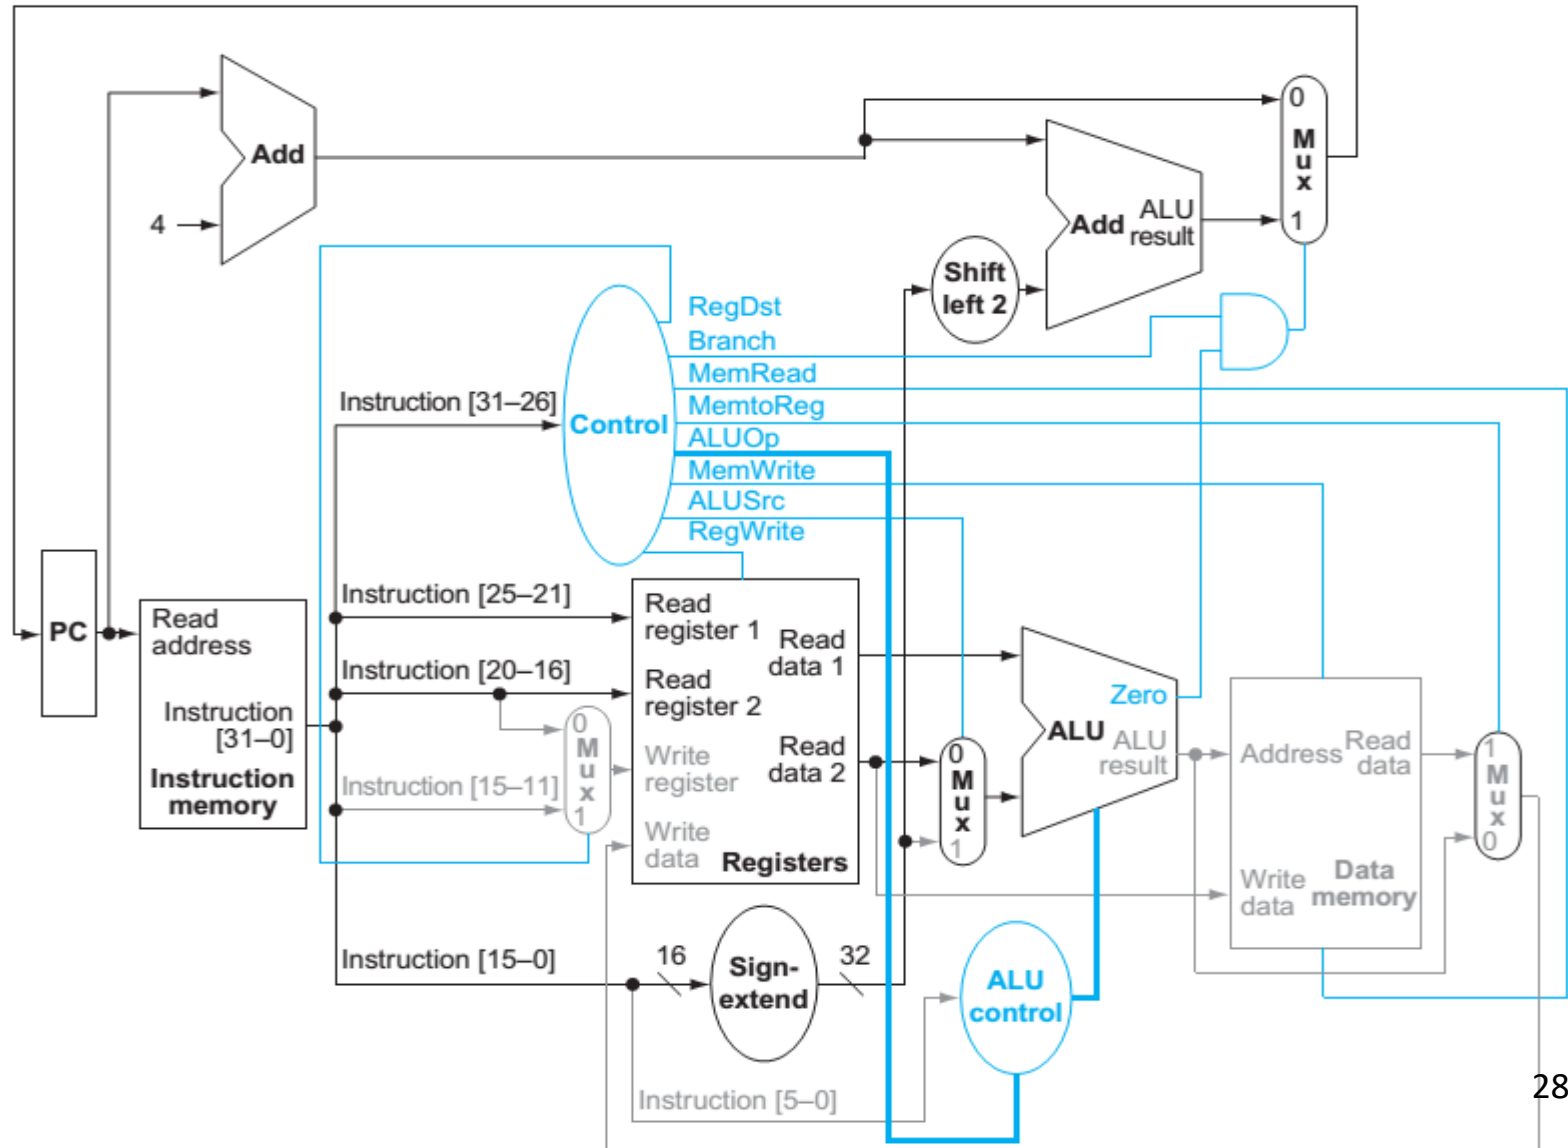 0
M
u
x
1
Add
4
Add
ALU
result
Shift
left 2
RegDst
Branch
MemRead
MemtoReg
ALUOp
MemWrite
ALUSrc
RegWrite
Instruction [31–26]
Control
PC
Read
address
Instruction
[31–0]
Instruction
memory
Instruction [25–21]
Instruction [20–16]
Instruction [15–11]
0
M
u
x
1
Read
register 1
Read
register 2
Write
register
Write
data
Read
data 1
Read
data 2
Registers
0
M
u
x
1
Zero
ALU
ALU
result
Address
Read
data
Write
data
Data
memory
1
M
u
x
0
Instruction [15–0]
16
Sign-
extend
32
ALU
control
Instruction [5–0]
28